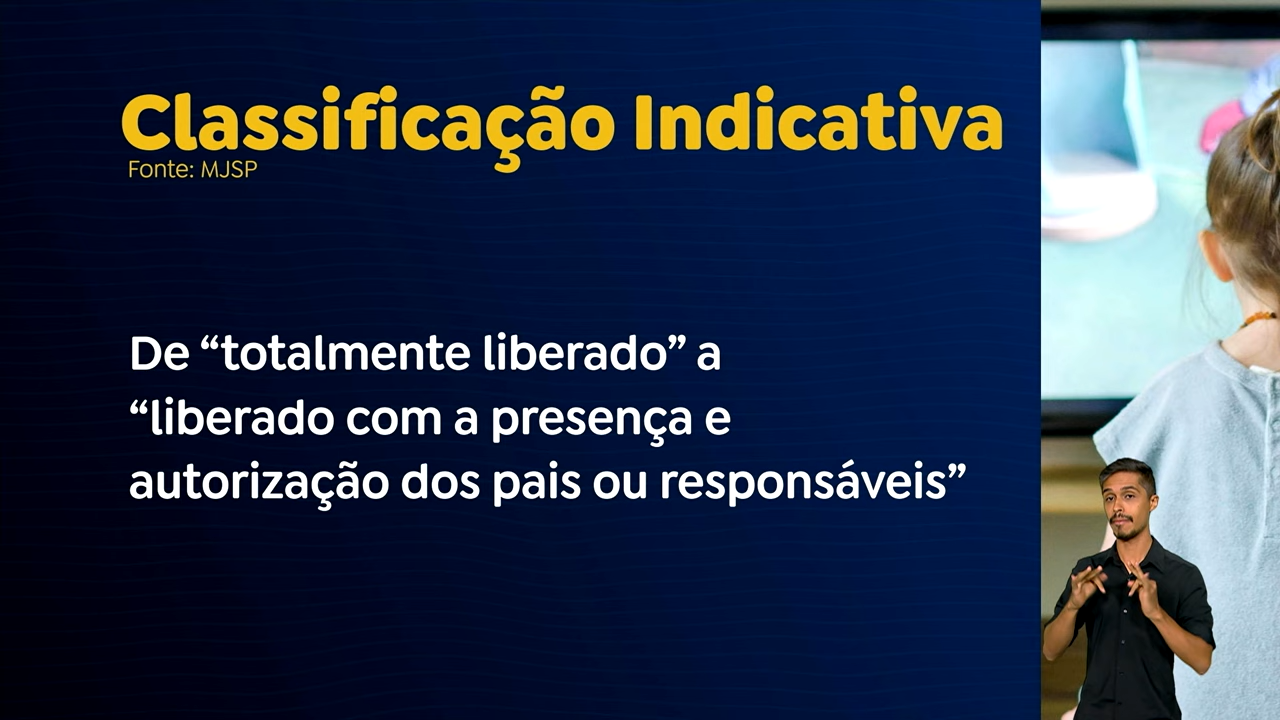 Classificação Indicativa
Fonte: MJSP
De “totalmente liberado” a
“liberado com a presença e
autorização dos pais ou responsáveis”